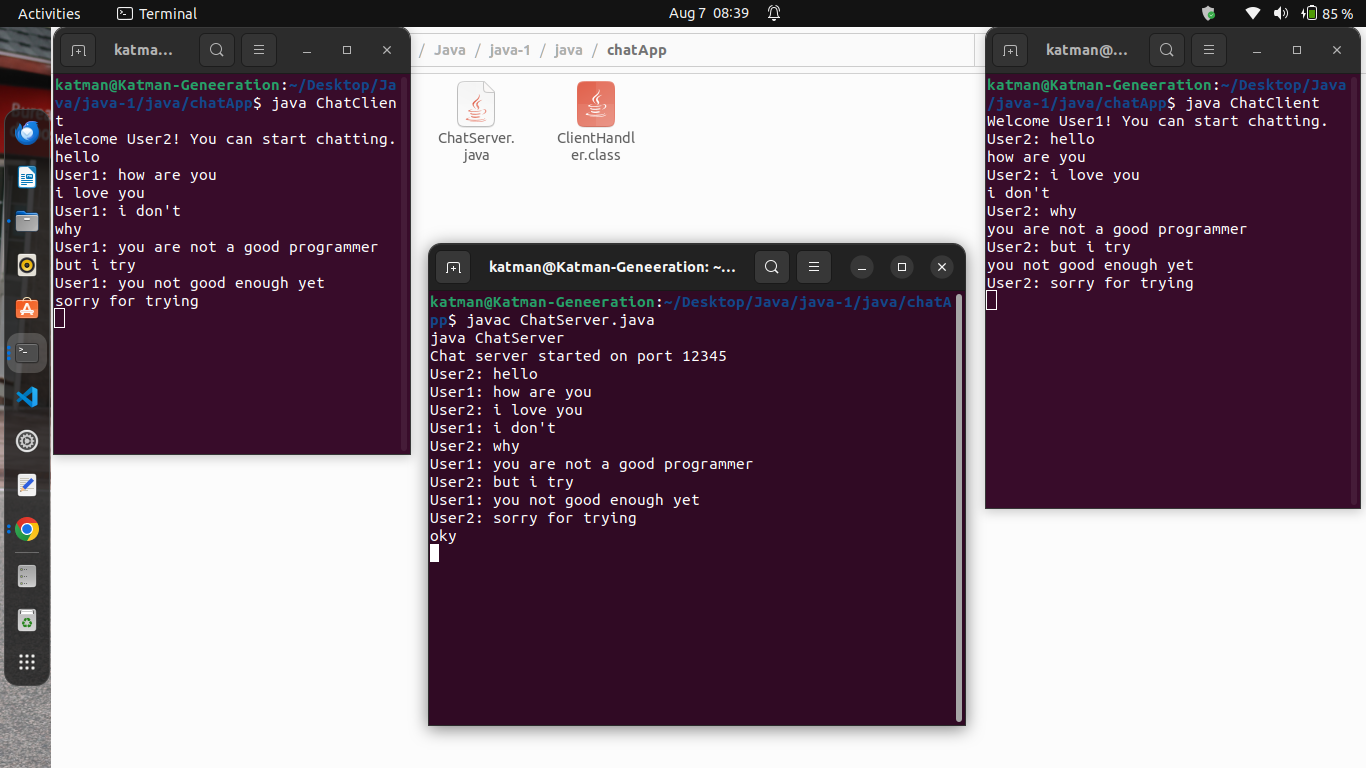 Activities
Terminal
Aug 7 08:39
85 %
katma...
katman@Katman-Geneeration:~/Desktop/Ja
va/java-1/java/chatApp$ java ChatClien
t
Welcome User2! You can start chatting.
hello
User1: how are you
i love you
User1: i don't
why
User1: you are not a good programmer
but i try
User1: you not good enough yet
sorry for trying
/ Java / java-1 / java / chatApp
ChatServer.
java
ClientHandl
er.class
katman@Katman-Geneeration: ~...
katman@Katman-Geneeration:~/Desktop/Java/java-1/java/chatA
pp$ javac ChatServer.java
java ChatServer
Chat server started on port 12345
User2: hello
User1: how are you
User2: i love you
User1: i don't
User2: why
User1: you are not a good programmer
User2: but i try
User1: you not good enough yet
User2: sorry for trying
oky
katman@...
katman@Katman-Geneeration:~/Desktop/Java
/java-1/java/chatApp$ java ChatClient
Welcome User1! You can start chatting.
User2: hello
how are you
User2: i love you
i don't
User2: why
you are not a good programmer
User2: but i try
you not good enough yet
User2: sorry for trying